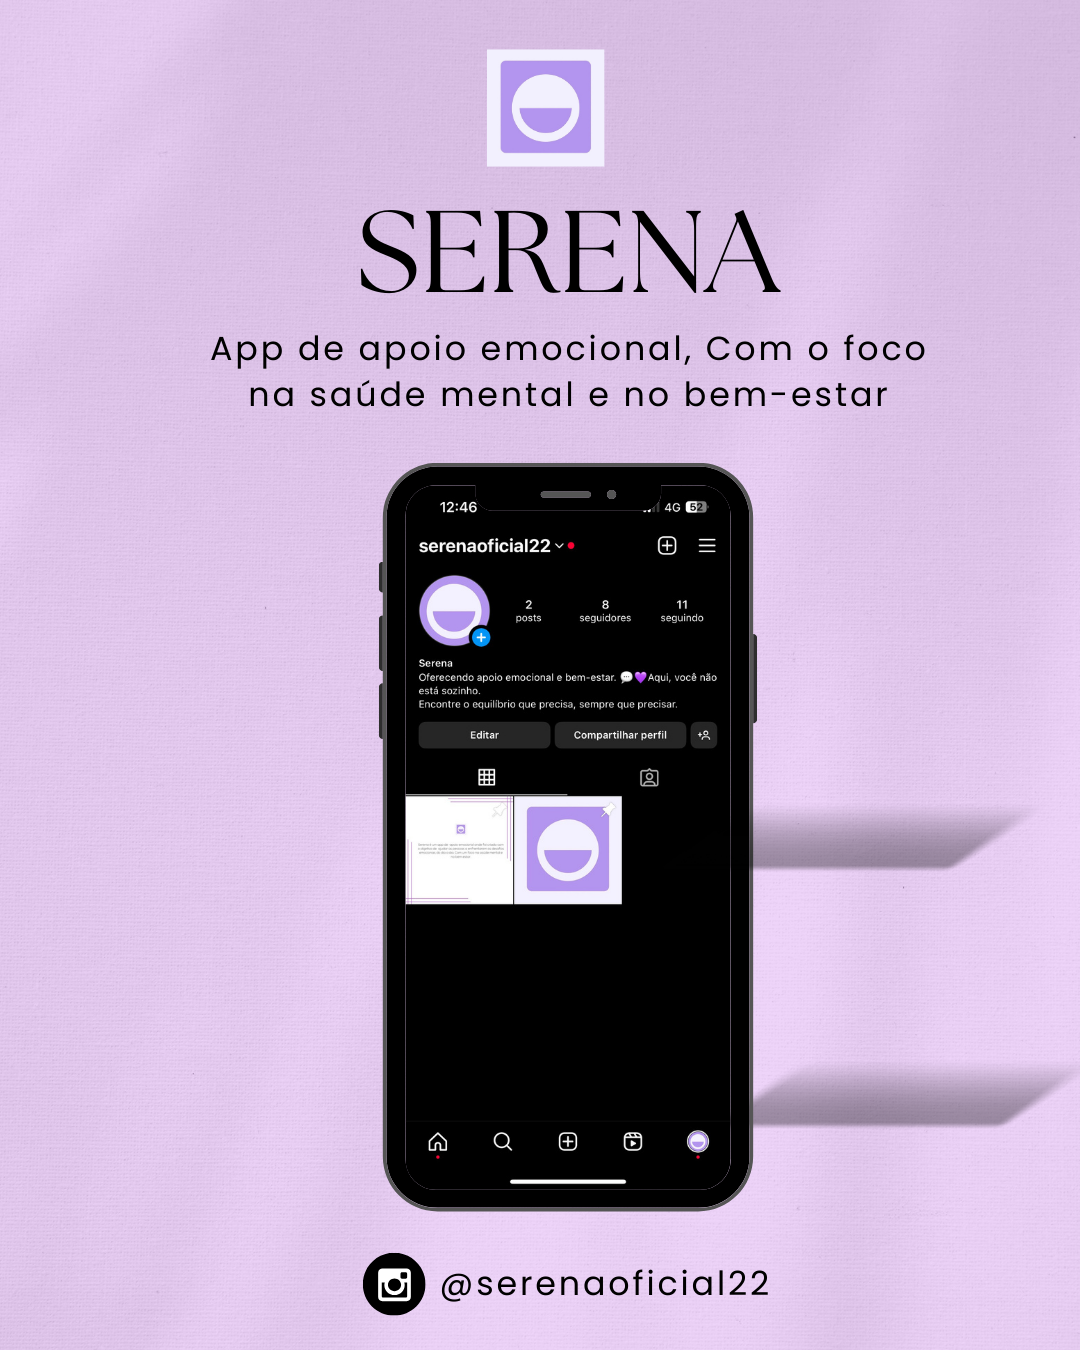 SERENA
App de apoio emocional, Com o foco
na saúde mental e no bem-estar
12:46
4G 52
serenaoficial22
2 8 11
posts seguidores seguindo
Serena
Oferecendo apoio emocional e bem-estar. 💬💜Aqui, você não
está sozinho.
Encontre o equilíbrio que precisa, sempre que precisar.
Editar Compartilhar perfil
@serenaoficial22